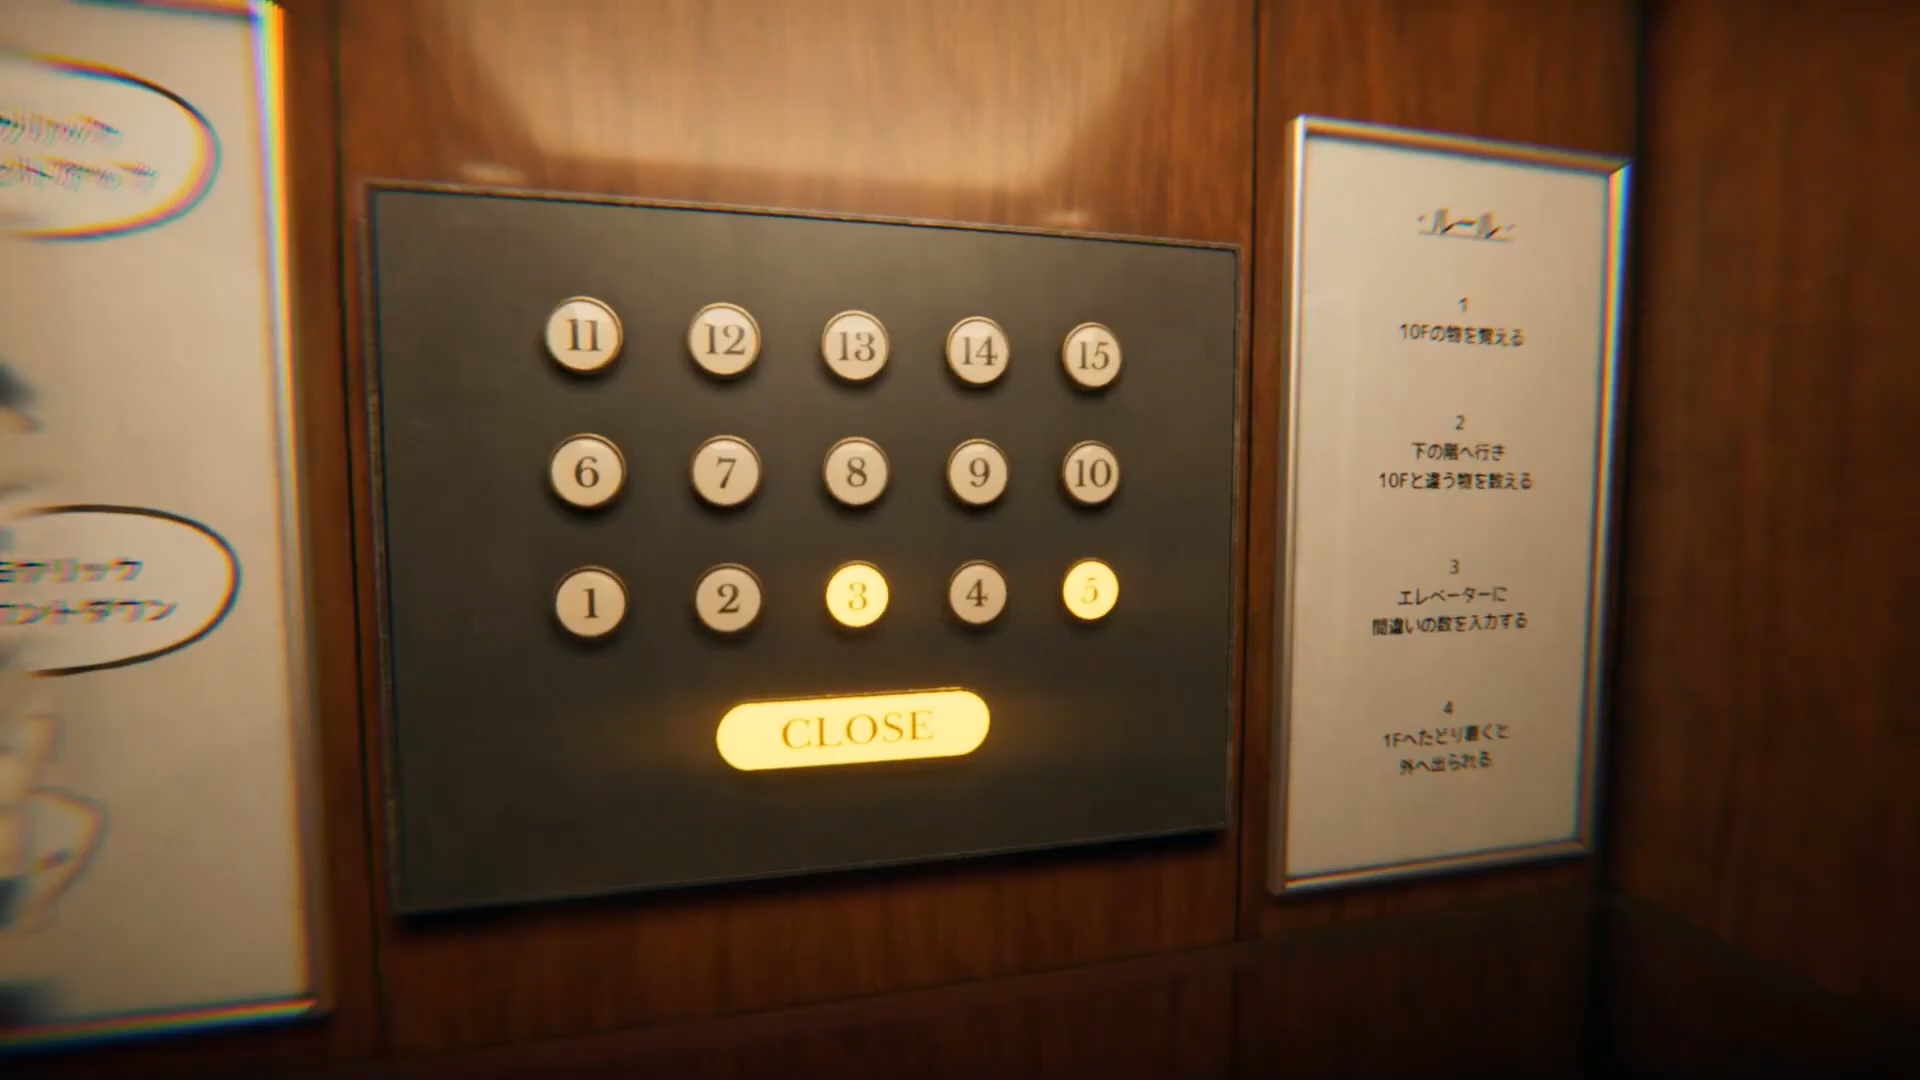 11 12 13 14 15
6 7 8 9 10
1 2 3 4 5
CLOSE
・ルール・
1
10Fの物を覚える
2
下の階へ行き
10Fと違う物を数える
3
エレベーターに
間違いの数を入力する
4
1Fへたどり着くと
外へ出られる